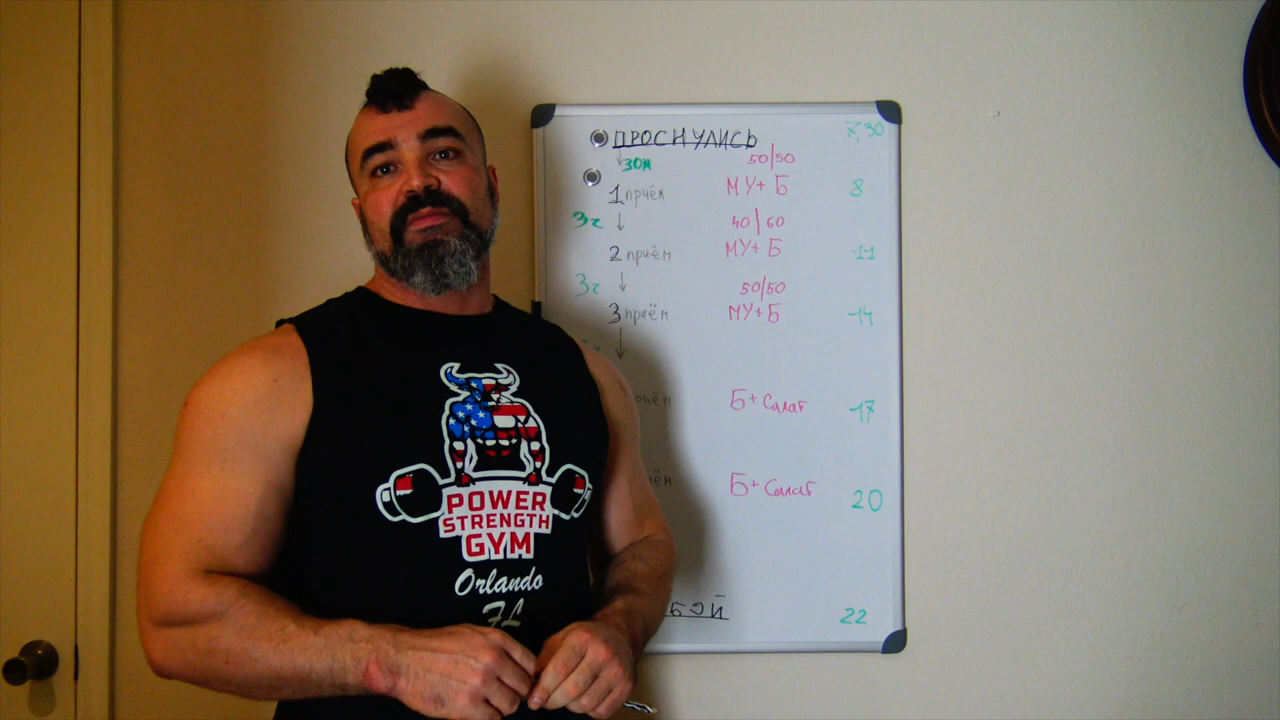 ПРОСНУЛИСЬ 7,30
30м 50/50
1 приём МУ+Б 8
3ч 40/60
2 приём МУ+Б 11
3ч 50/50
3 приём МУ+Б 14
Б+Салат 17
Б+Салат 20
22
POWER
STRENGTH
GYM
Orlando
FL